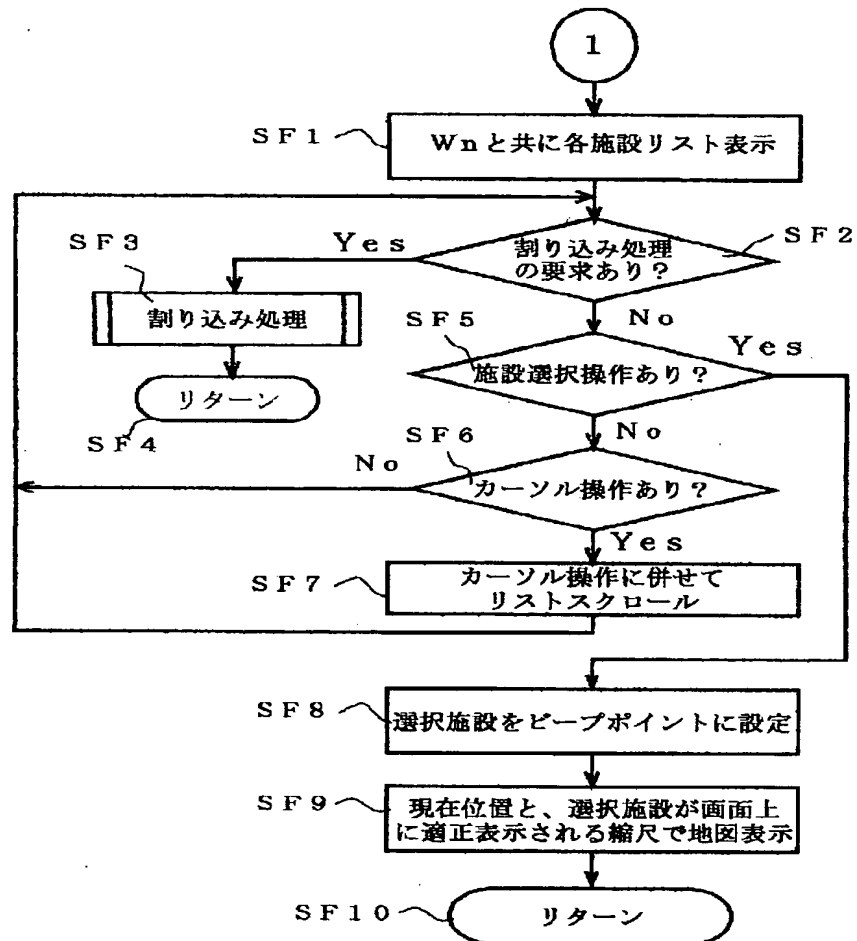 1
SF1
Wnと共に各施設リスト表示
SF2
割り込み処理
の要求あり?
Yes
SF3
割り込み処理
No
リターン
SF4
SF5
施設選択操作あり?
Yes
No
SF6
カーソル操作あり?
No
Yes
SF7
カーソル操作に併せて
リストスクロール
SF8
選択施設をビープポイントに設定
SF9
現在位置と、選択施設が画面上
に適正表示される縮尺で地図表示
SF10
リターン